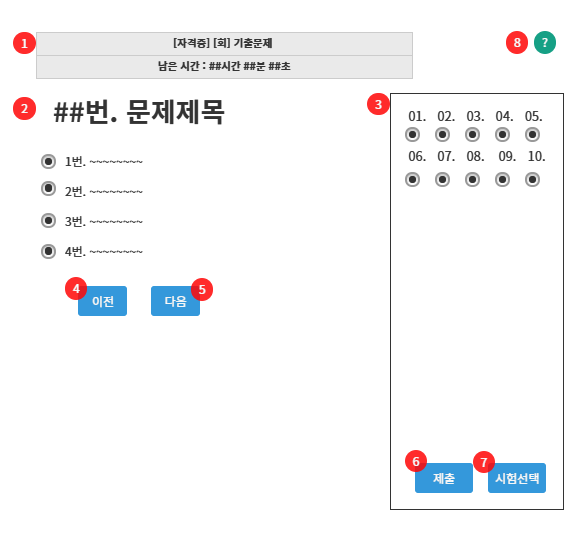 1 [자격증] [회] 기출문제 8 ?
남은 시간 : ##시간 ##분 ##초
2 ##번. 문제제목
1번. ~~~~~~~~
2번. ~~~~~~~~
3번. ~~~~~~~~
4번. ~~~~~~~~
4 이전 다음 5
3
01. 02. 03. 04. 05.
06. 07. 08. 09. 10.
6 제출 7 시험선택